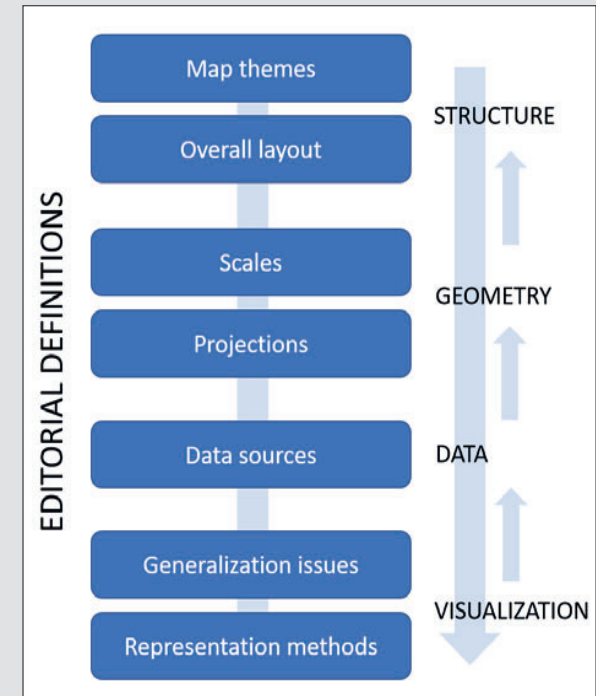 EDITORIAL DEFINITIONS
Map themes
STRUCTURE
Overall layout
Scales
GEOMETRY
Projections
Data sources
DATA
Generalization issues
VISUALIZATION
Representation methods